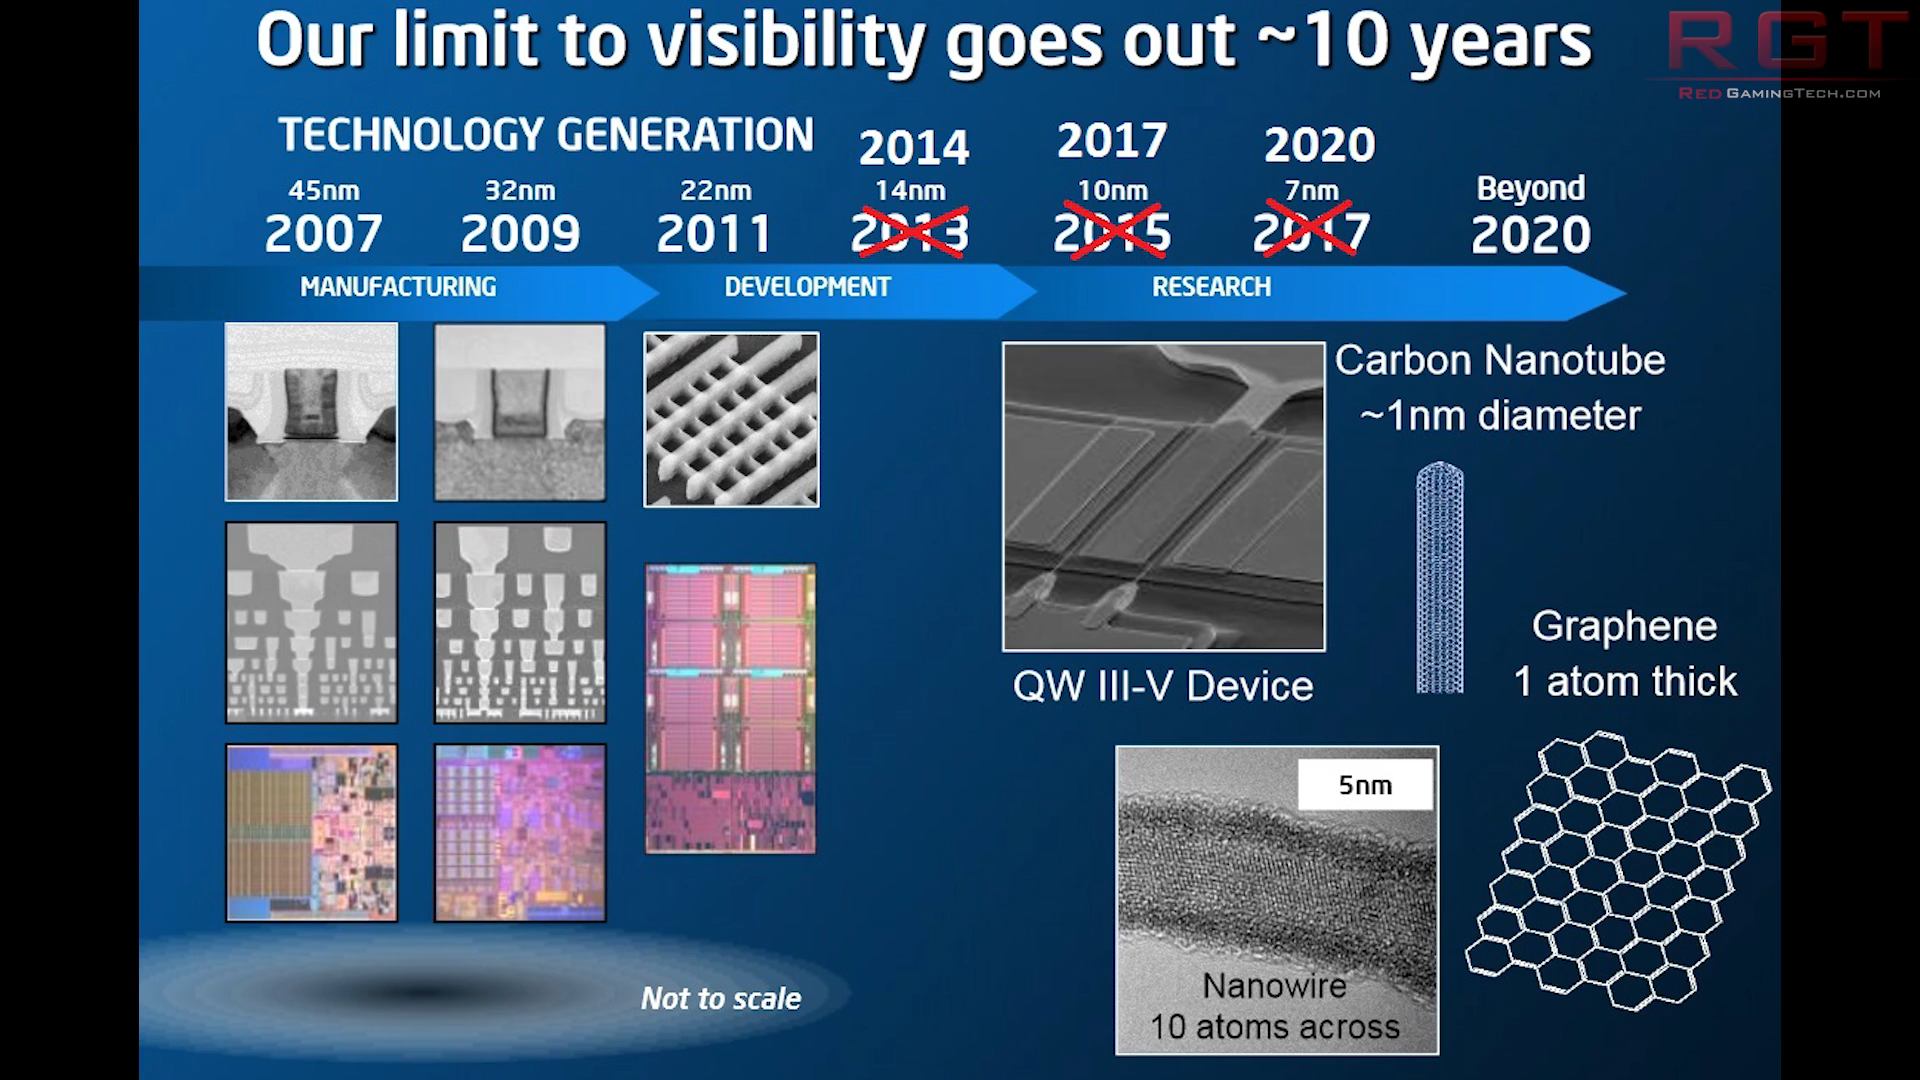 Our limit to visibility goes out ~10 years
RGT
REDGAMINGTECH.COM
TECHNOLOGY GENERATION
2014
2017
2020
45nm
32nm
22nm
14nm
10nm
7nm
Beyond
2007
2009
2011
2013
2015
2017
2020
MANUFACTURING
DEVELOPMENT
RESEARCH
Carbon Nanotube
~1nm diameter
QW III-V Device
Graphene
1 atom thick
5nm
Nanowire
10 atoms across
Not to scale